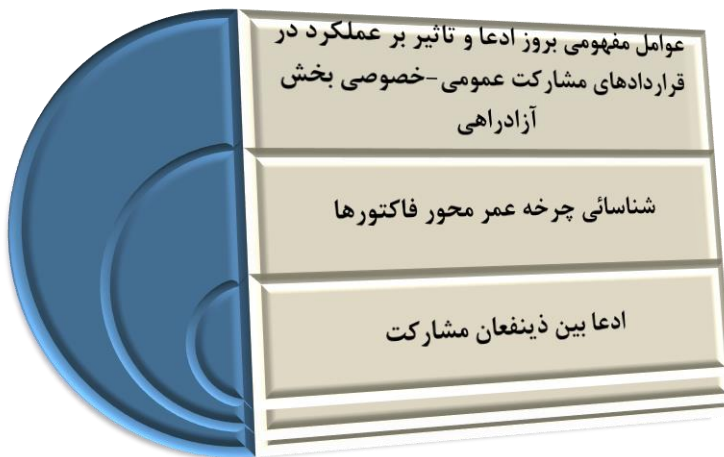 عوامل مفهومی بروز ادعا و تاثیر بر عملکرد در
قراردادهای مشارکت عمومی-خصوصی بخش
آزادراهی
شناسائی چرخه عمر محور فاکتورها
ادعا بین ذینفعان مشارکت